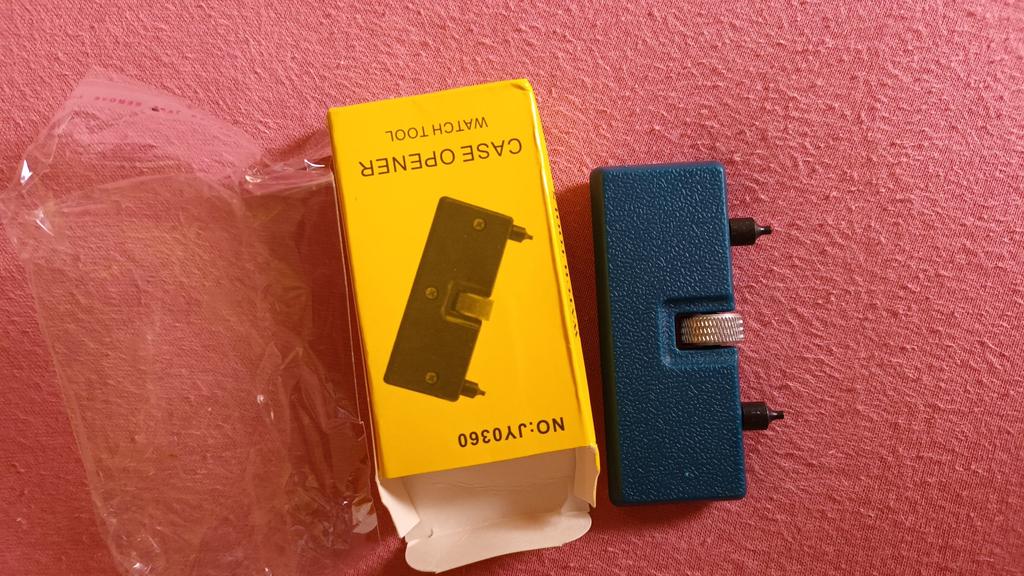 CASE OPENER
WATCH TOOL
NO:JY0360